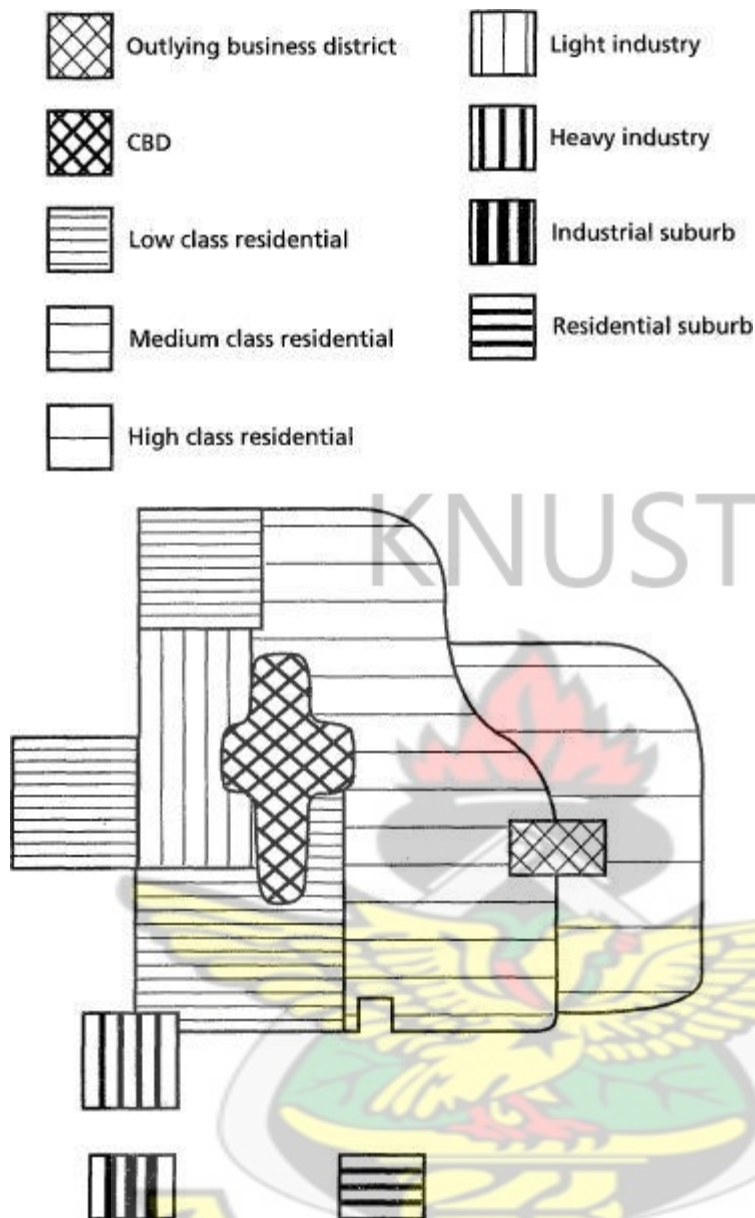 Outlying business district
Light industry
CBD
Heavy industry
Low class residential
Industrial suburb
Medium class residential
Residential suburb
High class residential
KNUST